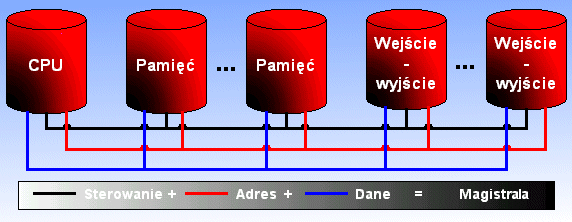 CPU
Pamięć
...
Pamięć
Wejście
-
wyjście
...
Wejście
-
wyjście
Sterowanie + Adres + Dane = Magistrala